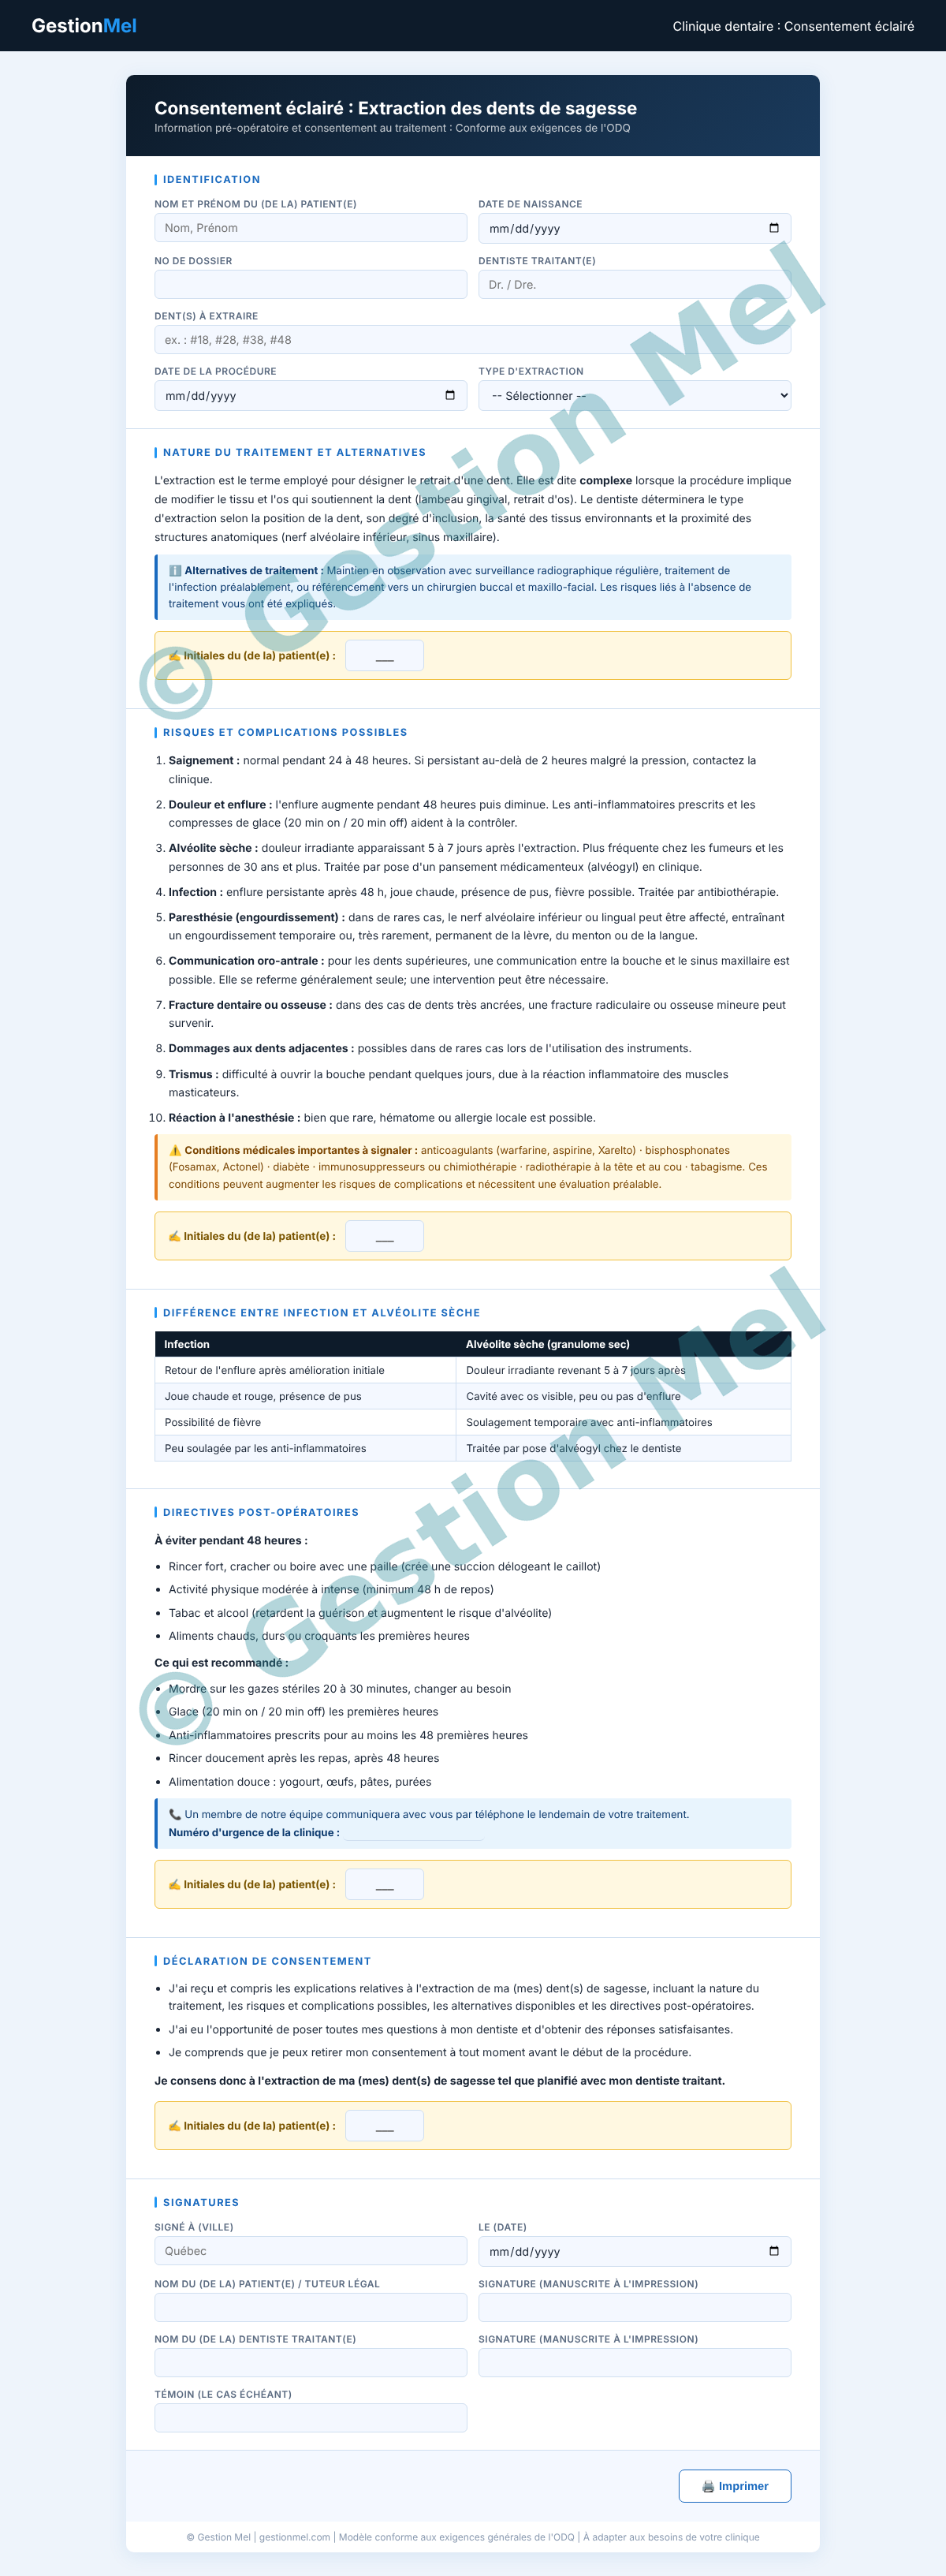 GestionMel
Clinique dentaire : Consentement éclairé
Consentement éclairé : Extraction des dents de sagesse
Information pré-opératoire et consentement au traitement : Conforme aux exigences de l'ODQ
IDENTIFICATION
NOM ET PRÉNOM DU (DE LA) PATIENT(E)
DATE DE NAISSANCE
Nom, Prénom
mm/dd/yyyy
NO DE DOSSIER
DENTISTE TRAITANT(E)
Dr. / Dre.
DENT(S) À EXTRAIRE
ex. : #18, #28, #38, #48
DATE DE LA PROCÉDURE
TYPE D'EXTRACTION
mm/dd/yyyy
-- Sélectionner --
NATURE DU TRAITEMENT ET ALTERNATIVES
L'extraction est le terme employé pour désigner le retrait d'une dent. Elle est dite complexe lorsque la procédure implique
de modifier le tissu et l'os qui soutiennent la dent (lambeau gingival, retrait d'os). Le dentiste déterminera le type
d'extraction selon la position de la dent, son degré d'inclusion, la santé des tissus environnants et la proximité des
structures anatomiques (nerf alvéolaire inférieur, sinus maxillaire).
ℹ️ Alternatives de traitement : Maintien en observation avec surveillance radiographique régulière, traitement de
l'infection préalablement, ou référencement vers un chirurgien buccal et maxillo-facial. Les risques liés à l'absence de
traitement vous ont été expliqués.
✍️ Initiales du (de la) patient(e) : ___
RISQUES ET COMPLICATIONS POSSIBLES
1. Saignement : normal pendant 24 à 48 heures. Si persistant au-delà de 2 heures malgré la pression, contactez la
clinique.
2. Douleur et enflure : l'enflure augmente pendant 48 heures puis diminue. Les anti-inflammatoires prescrits et les
compresses de glace (20 min on / 20 min off) aident à la contrôler.
3. Alvéolite sèche : douleur irradiante apparaissant 5 à 7 jours après l'extraction. Plus fréquente chez les fumeurs et les
personnes de 30 ans et plus. Traitée par pose d'un pansement médicamenteux (alvéogyl) en clinique.
4. Infection : enflure persistante après 48 h, joue chaude, présence de pus, fièvre possible. Traitée par antibiothérapie.
5. Paresthésie (engourdissement) : dans de rares cas, le nerf alvéolaire inférieur ou lingual peut être affecté, entraînant
un engourdissement temporaire ou, très rarement, permanent de la lèvre, du menton ou de la langue.
6. Communication oro-antrale : pour les dents supérieures, une communication entre la bouche et le sinus maxillaire est
possible. Elle se referme généralement seule; une intervention peut être nécessaire.
7. Fracture dentaire ou osseuse : dans des cas de dents très ancrées, une fracture radiculaire ou osseuse mineure peut
survenir.
8. Dommages aux dents adjacentes : possibles dans de rares cas lors de l'utilisation des instruments.
9. Trismus : difficulté à ouvrir la bouche pendant quelques jours, due à la réaction inflammatoire des muscles
masticateurs.
10. Réaction à l'anesthésie : bien que rare, hématome ou allergie locale est possible.
⚠️ Conditions médicales importantes à signaler : anticoagulants (warfarine, aspirine, Xarelto) · bisphosphonates
(Fosamax, Actonel) · diabète · immunosuppresseurs ou chimiothérapie · radiothérapie à la tête et au cou · tabagisme. Ces
conditions peuvent augmenter les risques de complications et nécessitent une évaluation préalable.
✍️ Initiales du (de la) patient(e) : ___
DIFFÉRENCE ENTRE INFECTION ET ALVÉOLITE SÈCHE
Infection
Alvéolite sèche (granulome sec)
Retour de l'enflure après amélioration initiale
Douleur irradiante revenant 5 à 7 jours après
Joue chaude et rouge, présence de pus
Cavité avec os visible, peu ou pas d'enflure
Possibilité de fièvre
Soulagement temporaire avec anti-inflammatoires
Peu soulagée par les anti-inflammatoires
Traitée par pose d'alvéogyl chez le dentiste
DIRECTIVES POST-OPÉRATOIRES
À éviter pendant 48 heures :
• Rincer fort, cracher ou boire avec une paille (crée une succion délogeant le caillot)
• Activité physique modérée à intense (minimum 48 h de repos)
• Tabac et alcool (retardent la guérison et augmentent le risque d'alvéolite)
• Aliments chauds, durs ou croquants les premières heures
Ce qui est recommandé :
• Mordre sur les gazes stériles 20 à 30 minutes, changer au besoin
• Glace (20 min on / 20 min off) les premières heures
• Anti-inflammatoires prescrits pour au moins les 48 premières heures
• Rincer doucement après les repas, après 48 heures
• Alimentation douce : yogourt, œufs, pâtes, purées
📞 Un membre de notre équipe communiquera avec vous par téléphone le lendemain de votre traitement.
Numéro d'urgence de la clinique :
✍️ Initiales du (de la) patient(e) : ___
DÉCLARATION DE CONSENTEMENT
• J'ai reçu et compris les explications relatives à l'extraction de ma (mes) dent(s) de sagesse, incluant la nature du
traitement, les risques et complications possibles, les alternatives disponibles et les directives post-opératoires.
• J'ai eu l'opportunité de poser toutes mes questions à mon dentiste et d'obtenir des réponses satisfaisantes.
• Je comprends que je peux retirer mon consentement à tout moment avant le début de la procédure.
Je consens donc à l'extraction de ma (mes) dent(s) de sagesse tel que planifié avec mon dentiste traitant.
✍️ Initiales du (de la) patient(e) : ___
SIGNATURES
SIGNÉ À (VILLE)
LE (DATE)
Québec
mm/dd/yyyy
NOM DU (DE LA) PATIENT(E) / TUTEUR LÉGAL
SIGNATURE (MANUSCRITE À L'IMPRESSION)
NOM DU (DE LA) DENTISTE TRAITANT(E)
SIGNATURE (MANUSCRITE À L'IMPRESSION)
TÉMOIN (LE CAS ÉCHÉANT)
🖨️ Imprimer
© Gestion Mel | gestionmel.com | Modèle conforme aux exigences générales de l'ODQ | À adapter aux besoins de votre clinique
© Gestion Mel
© Gestion Mel